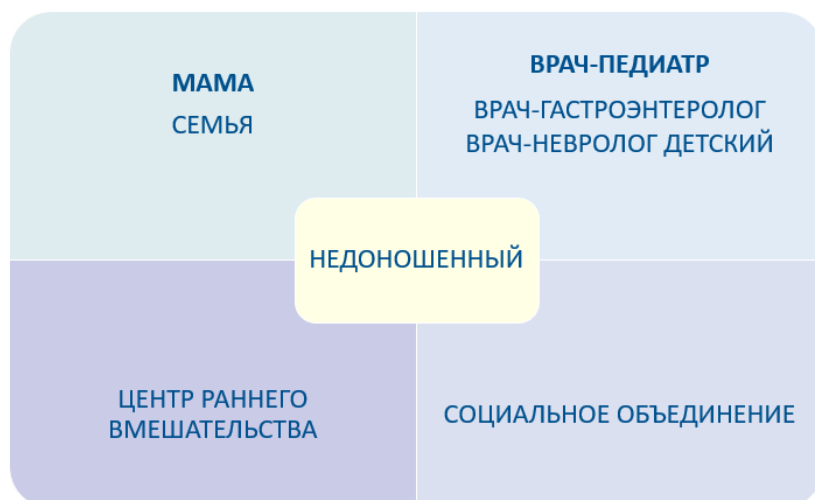 МАМА
СЕМЬЯ
ВРАЧ-ПЕДИАТР
ВРАЧ-ГАСТРОЭНТЕРОЛОГ
ВРАЧ-НЕВРОЛОГ ДЕТСКИЙ
НЕДОНОШЕННЫЙ
ЦЕНТР РАННЕГО
ВМЕШАТЕЛЬСТВА
СОЦИАЛЬНОЕ ОБЪЕДИНЕНИЕ